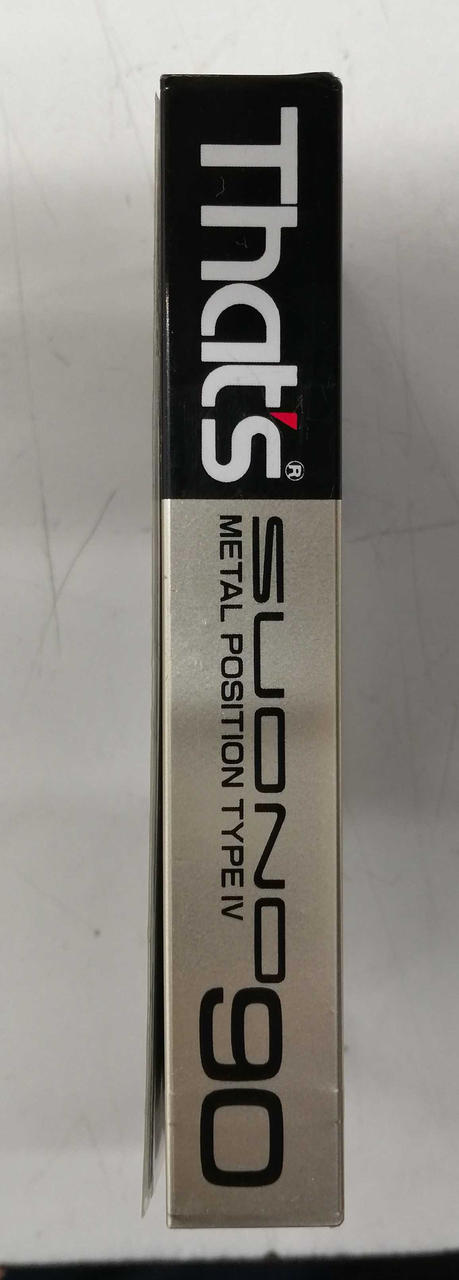 That's®
SUONO 90
METAL POSITION TYPE IV